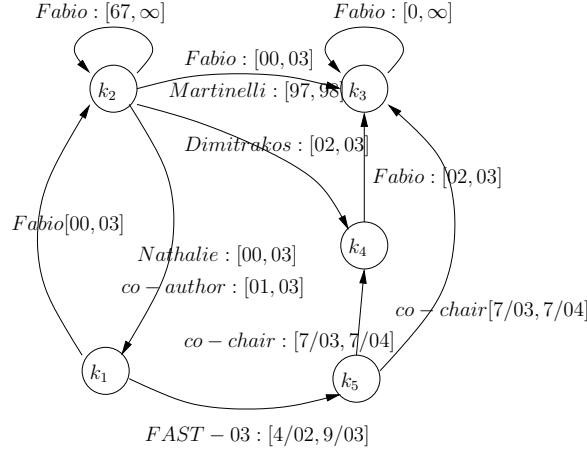 Fabio : [67, ∞]
Fabio : [0, ∞]
Fabio : [00, 03]
k2
k3
Martinelli : [97, 98]
Dimitrakos : [02, 03]
Fabio : [02, 03]
Fabio[00, 03]
k4
Nathalie : [00, 03]
co − author : [01, 03]
co − chair[7/03, 7/04]
co − chair : [7/03, 7/04]
k1
k5
FAST − 03 : [4/02, 9/03]